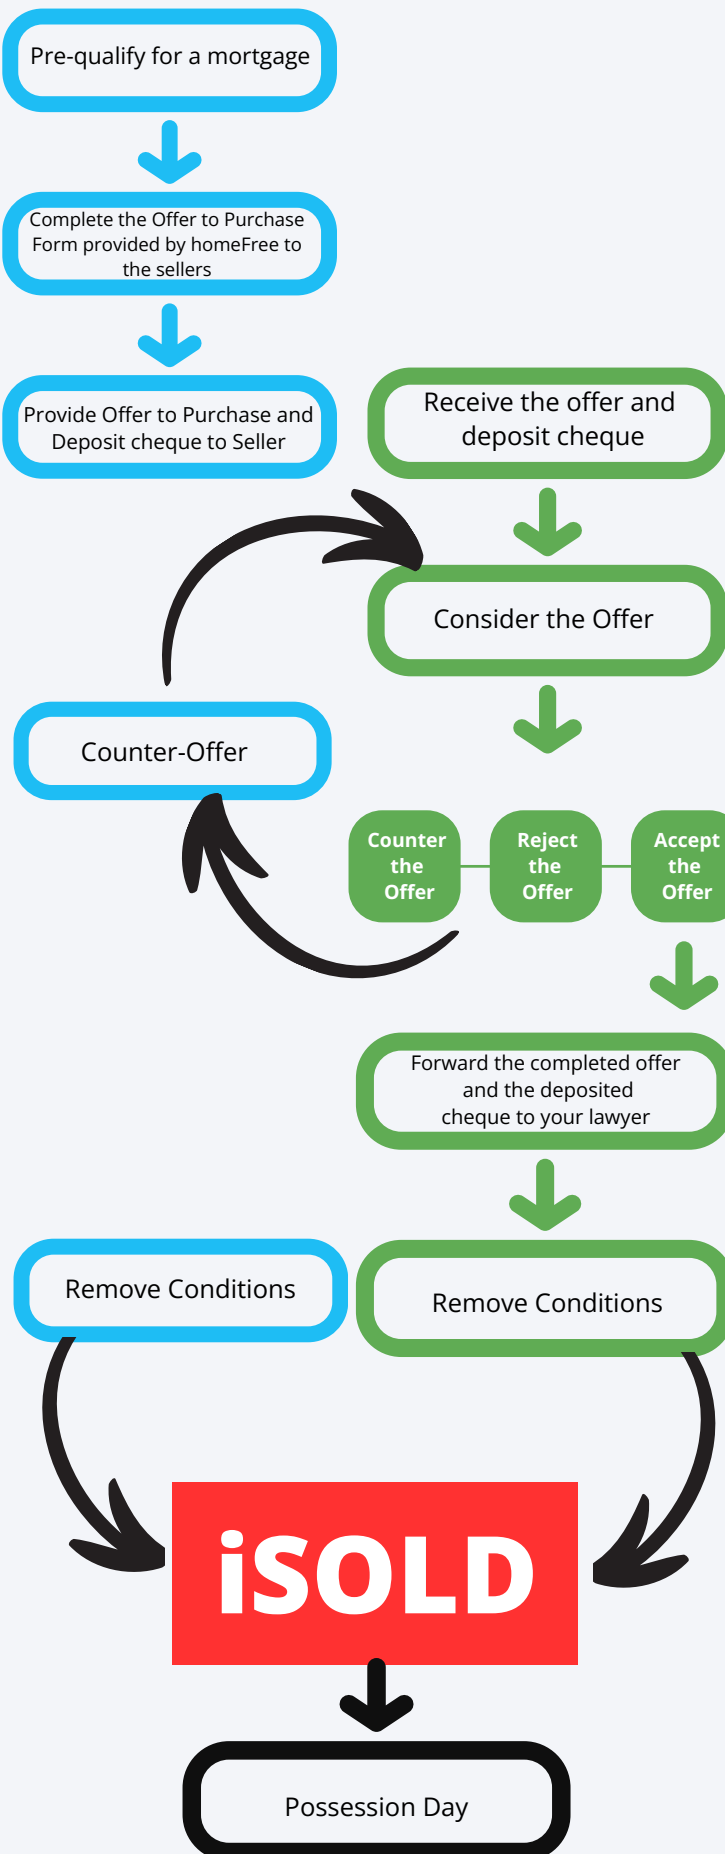 Pre-qualify for a mortgage
Complete the Offer to Purchase
Form provided by homeFree to
the sellers
Provide Offer to Purchase and
Deposit cheque to Seller
Receive the offer and
deposit cheque
Consider the Offer
Counter-Offer
Counter
the
Offer
Reject
the
Offer
Accept
the
Offer
Forward the completed offer
and the deposited
cheque to your lawyer
Remove Conditions
Remove Conditions
iSOLD
Possession Day